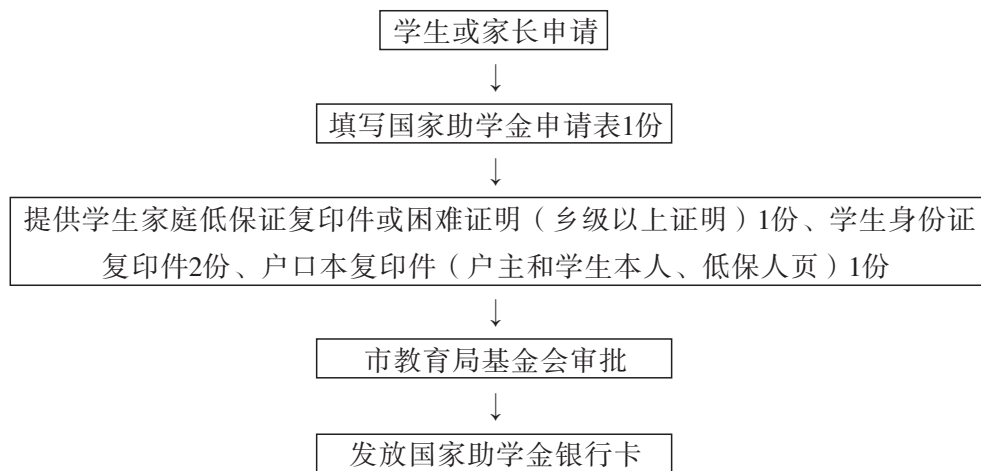 学生或家长申请
↓
填写国家助学金申请表1份
↓
提供学生家庭低保证复印件或困难证明（乡级以上证明）1份、学生身份证
复印件2份、户口本复印件（户主和学生本人、低保人页）1份
↓
市教育局基金会审批
↓
发放国家助学金银行卡